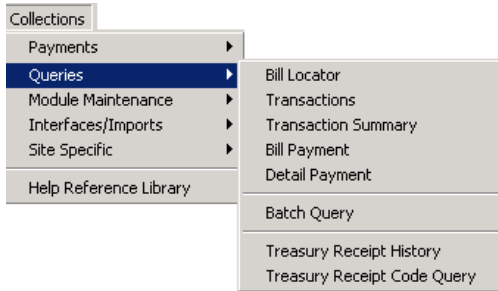 Collections
Payments
Queries
Module Maintenance
Interfaces/Imports
Site Specific
Help Reference Library
Bill Locator
Transactions
Transaction Summary
Bill Payment
Detail Payment
Batch Query
Treasury Receipt History
Treasury Receipt Code Query